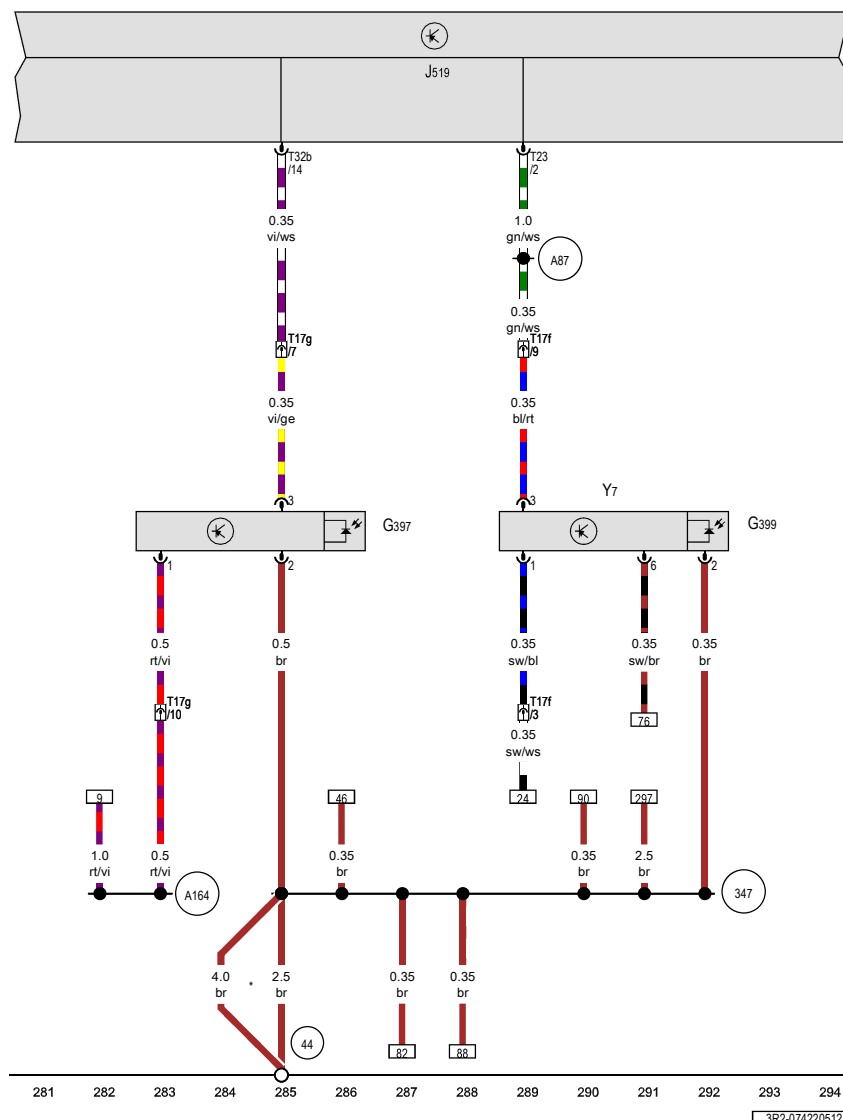 J519
T32b
/14
T23
/2
0.35
vi/ws
1.0
gn/ws
A87
0.35
gn/ws
T17g
/7
T17f
/9
0.35
vi/ge
0.35
bl/rt
3
3
Y7
G397
G399
1
2
1
6
2
0.5
rt/vi
0.5
br
0.35
sw/bl
0.35
sw/br
0.35
br
T17g
/10
T17f
/3
76
0.35
sw/ws
9
46
24
90
297
1.0
rt/vi
0.5
rt/vi
0.35
br
0.35
br
2.5
br
A164
347
4.0
br
*
2.5
br
0.35
br
0.35
br
44
82
88
281 282 283 284 285 286 287 288 289 290 291 292 293 294
3R2-074220512